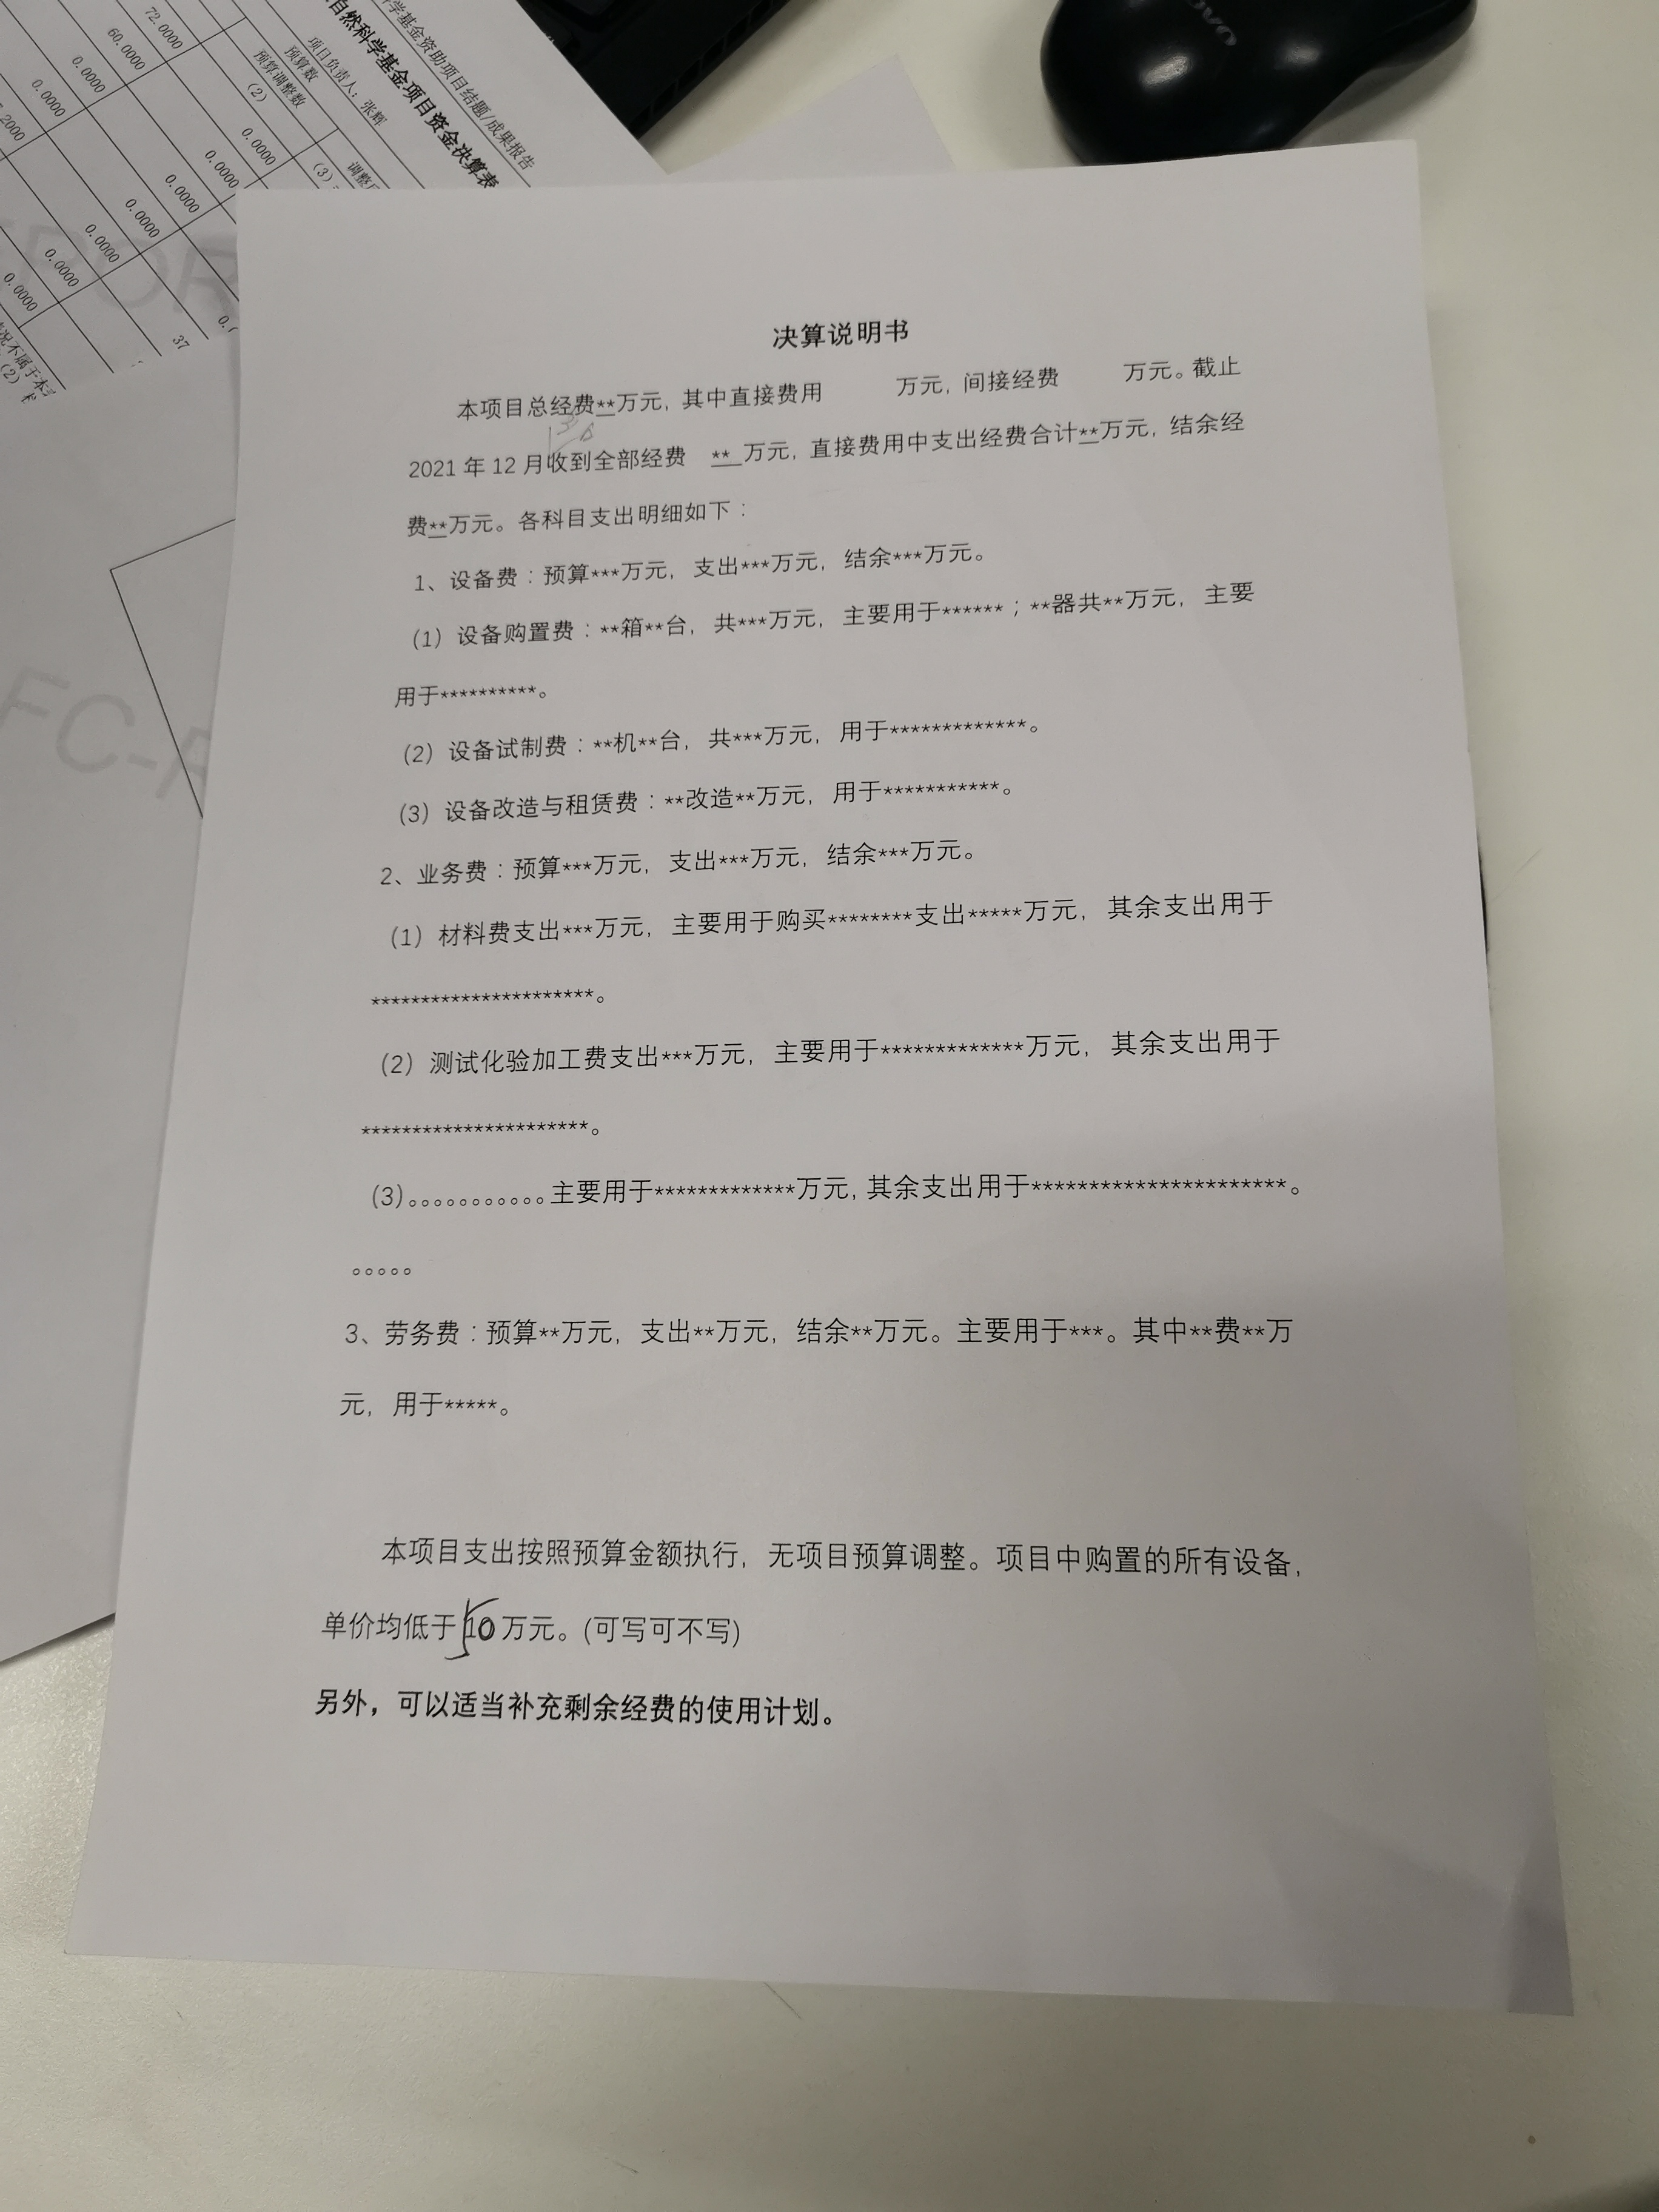 学基金资助项目结题/成果报告
自然科学基金项目资金决算表
项目负责人：张辉
预算数
预算调整数
(2)
(3)
72.0000
60.0000
0.0000
0.0000
0.0000
0.0000
0.0000
0.0000
0.0000
0.0000
0.0000
37
(2)
FC-
决算说明书
本项目总经费**万元, 其中直接费用 万元, 间接经费 万元。截止
2021 年 12 月收到全部经费 ** 万元, 直接费用中支出经费合计**万元, 结余经
费**万元。各科目支出明细如下：
1、设备费：预算***万元, 支出***万元, 结余***万元。
(1) 设备购置费：**箱**台, 共***万元, 主要用于******；**器共**万元, 主要
用于**********。
(2) 设备试制费：**机**台, 共***万元, 用于*************。
(3) 设备改造与租赁费：**改造**万元, 用于***********。
2、业务费：预算***万元, 支出***万元, 结余***万元。
(1) 材料费支出***万元, 主要用于购买********支出*****万元, 其余支出用于
**********************。
(2) 测试化验加工费支出***万元, 主要用于*************万元, 其余支出用于
**********************。
(3)。。。。。。。。。。。主要用于*************万元, 其余支出用于**********************。
。。。。。
3、劳务费：预算**万元, 支出**万元, 结余**万元。主要用于***。其中**费**万
元, 用于*****。
本项目支出按照预算金额执行, 无项目预算调整。项目中购置的所有设备,
单价均低于10 万元。(可写可不写)
另外，可以适当补充剩余经费的使用计划。